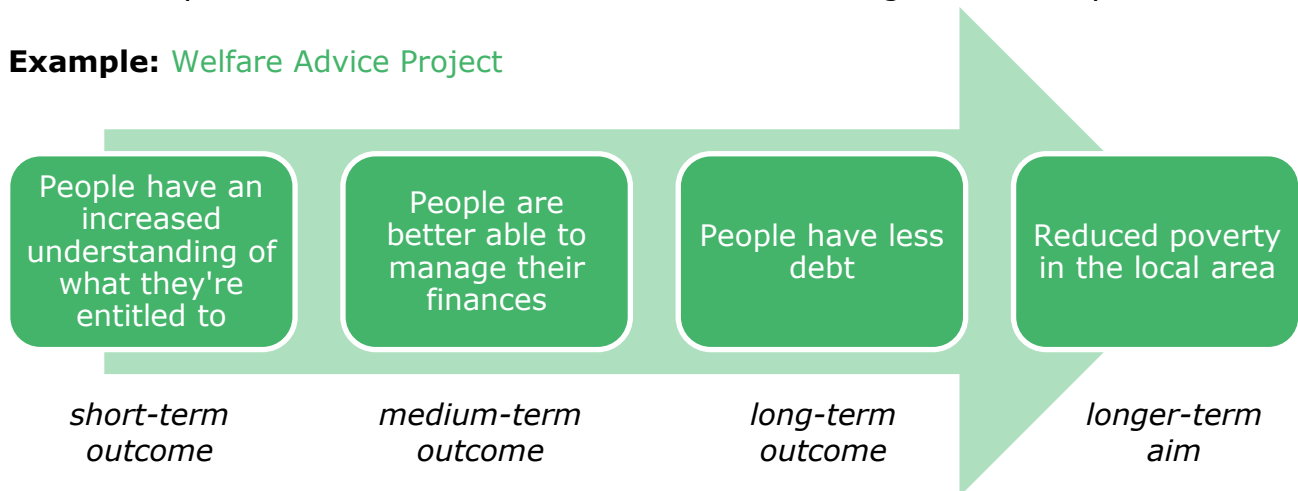 Example: Welfare Advice Project
People have an
increased
understanding of
what they're
entitled to
People are
better able to
manage their
finances
People have less
debt
Reduced poverty
in the local area
short-term
outcome
medium-term
outcome
long-term
outcome
longer-term
aim